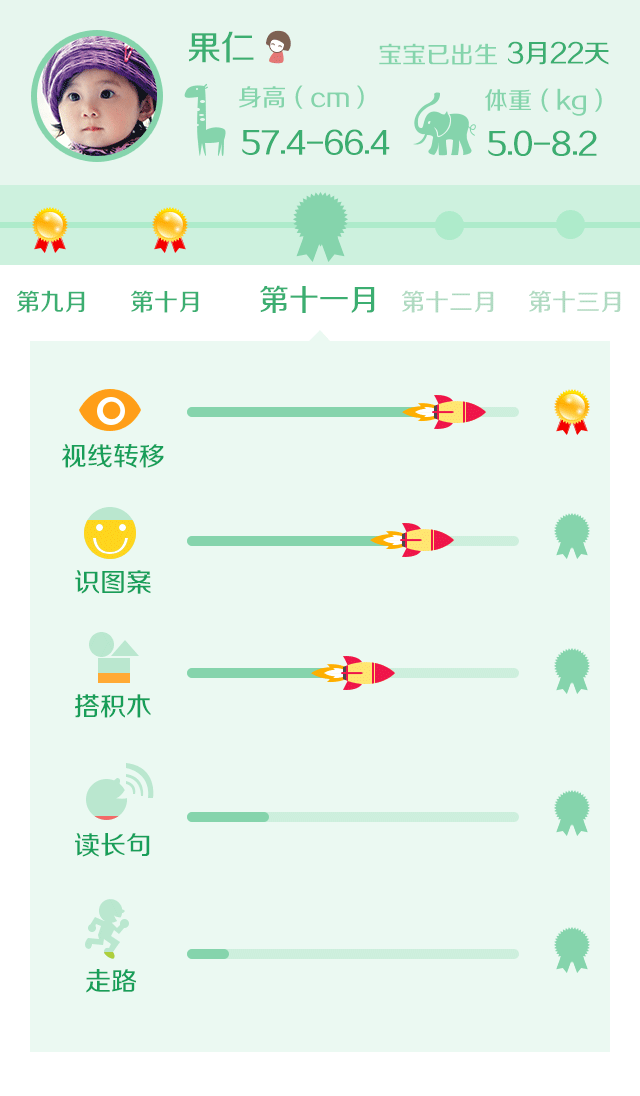 果仁
宝宝已出生 3月22天
身高（cm）
57.4-66.4
体重（kg）
5.0-8.2
第九月 第十月 第十一月 第十二月 第十三月
视线转移
识图案
搭积木
读长句
走路